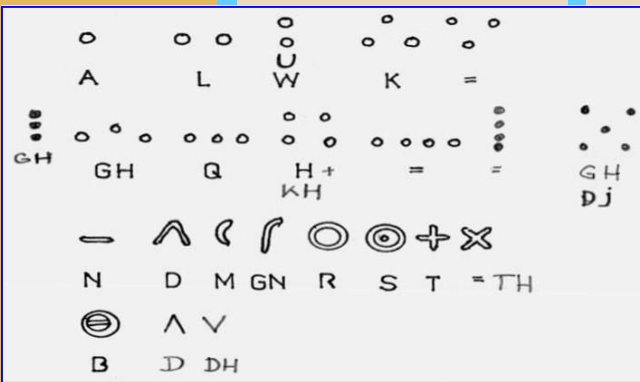 A L W K =
U
GH GH Q H+ = = GH
KH Dj
N D M GN R S T = TH
B D DH